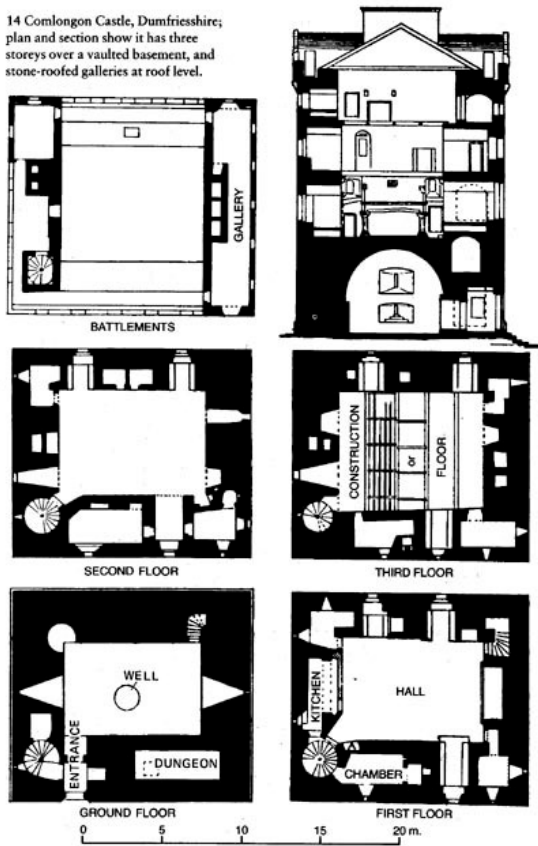 14 Comlongon Castle, Dumfriesshire;
plan and section show it has three
storeys over a vaulted basement, and
stone-roofed galleries at roof level.
GALLERY
BATTLEMENTS
SECOND FLOOR
CONSTRUCTION
or
FLOOR
THIRD FLOOR
WELL
ENTRANCE
DUNGEON
GROUND FLOOR
KITCHEN
HALL
CHAMBER
FIRST FLOOR
0 5 10 15 20 m.